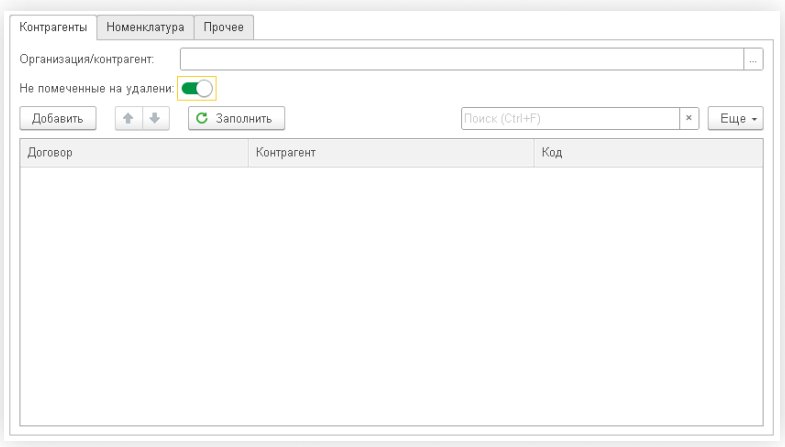 Контрагенты Номенклатура Прочее
Организация/контрагент: ...
Не помеченные на удалени:
Добавить Заполнить Поиск (Ctrl+F) × Еще
Договор Контрагент Код